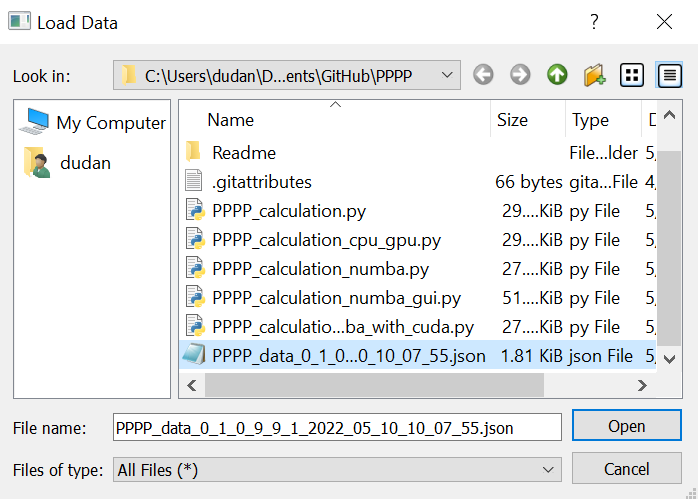 Load Data
?
Look in: C:\Users\dudan\D...ents\GitHub\PPPP
My Computer
dudan
Name Size Type D
Readme File...lder 5,
.gitattributes 66 bytes gita...File 4,
PPPP_calculation.py 29....KiB py File 5,
PPPP_calculation_cpu_gpu.py 29....KiB py File 5,
PPPP_calculation_numba.py 27....KiB py File 5,
PPPP_calculation_numba_gui.py 51....KiB py File 5,
PPPP_calculatio...ba_with_cuda.py 27....KiB py File 5,
PPPP_data_0_1_0...0_10_07_55.json 1.81 KiB json File 5,
File name: PPPP_data_0_1_0_9_9_1_2022_05_10_10_07_55.json Open
Files of type: All Files (*) Cancel